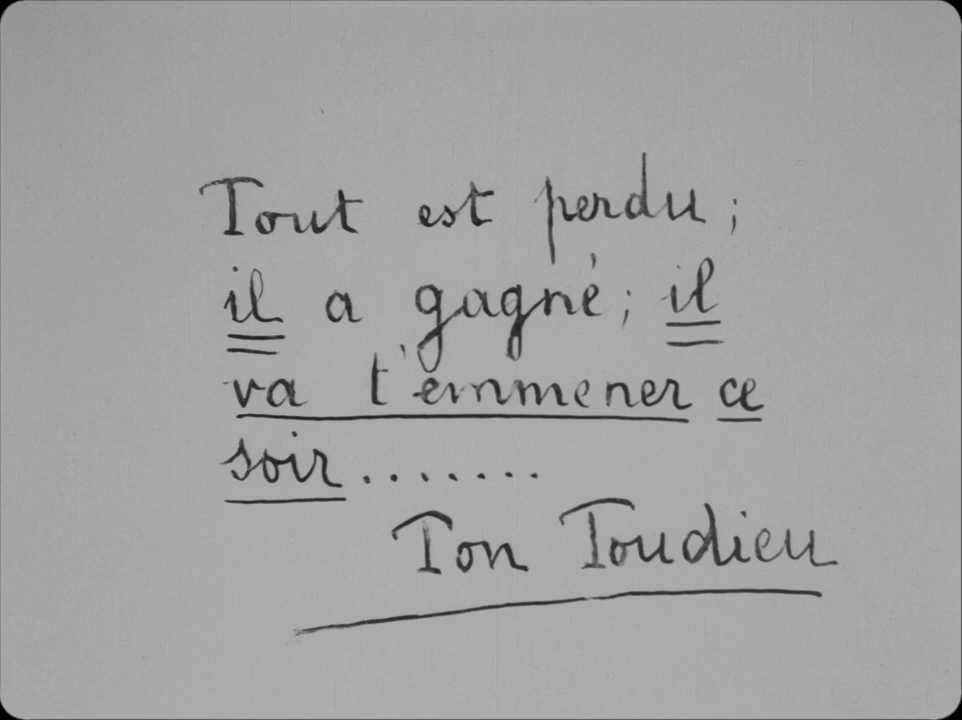 Tout est perdu ;
il a gagné ; il
va t'emmener ce
soir........
Ton Toudieu